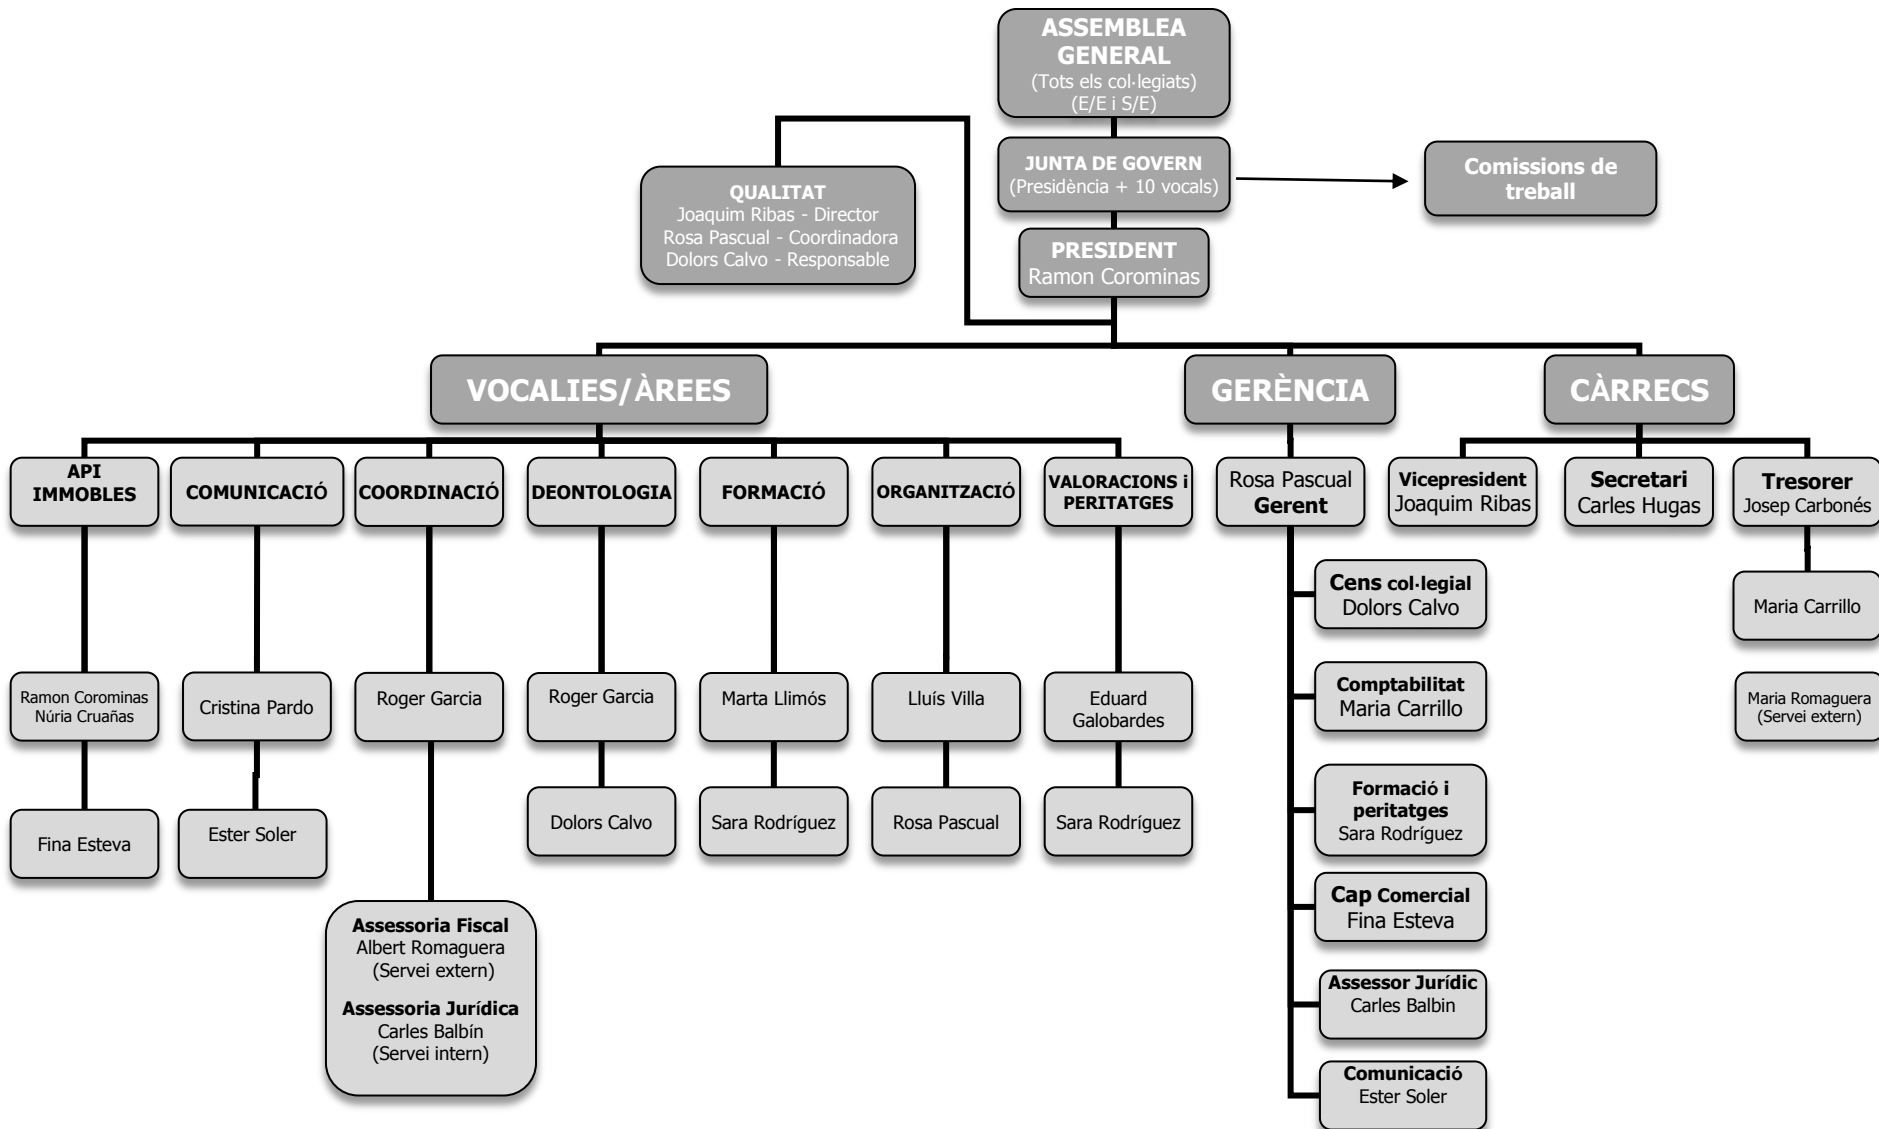 ASSEMBLEA
GENERAL
(Tots els col·legiats)
(E/E i S/E)
JUNTA DE GOVERN
(Presidència + 10 vocals)
Comissions de
treball
QUALITAT
Joaquim Ribas - Director
Rosa Pascual - Coordinadora
Dolors Calvo - Responsable
PRESIDENT
Ramon Corominas
VOCALIES/ÀREES
GERÈNCIA
CÀRRECS
API
IMMOBLES
COMUNICACIÓ
COORDINACIÓ
DEONTOLOGIA
FORMACIÓ
ORGANITZACIÓ
VALORACIONS i
PERITATGES
Rosa Pascual
Gerent
Vicepresident
Joaquim Ribas
Secretari
Carles Hugas
Tresorer
Josep Carbonés
Cens col·legial
Dolors Calvo
Maria Carrillo
Ramon Corominas
Núria Cruañas
Cristina Pardo
Roger Garcia
Roger Garcia
Marta Llimós
Lluís Villa
Eduard
Galobardes
Comptabilitat
Maria Carrillo
Maria Romaguera
(Servei extern)
Fina Esteva
Ester Soler
Dolors Calvo
Sara Rodríguez
Rosa Pascual
Sara Rodríguez
Formació i
peritatges
Sara Rodríguez
Cap Comercial
Fina Esteva
Assessoria Fiscal
Albert Romaguera
(Servei extern)
Assessoria Jurídica
Carles Balbín
(Servei intern)
Assessor Jurídic
Carles Balbin
Comunicació
Ester Soler